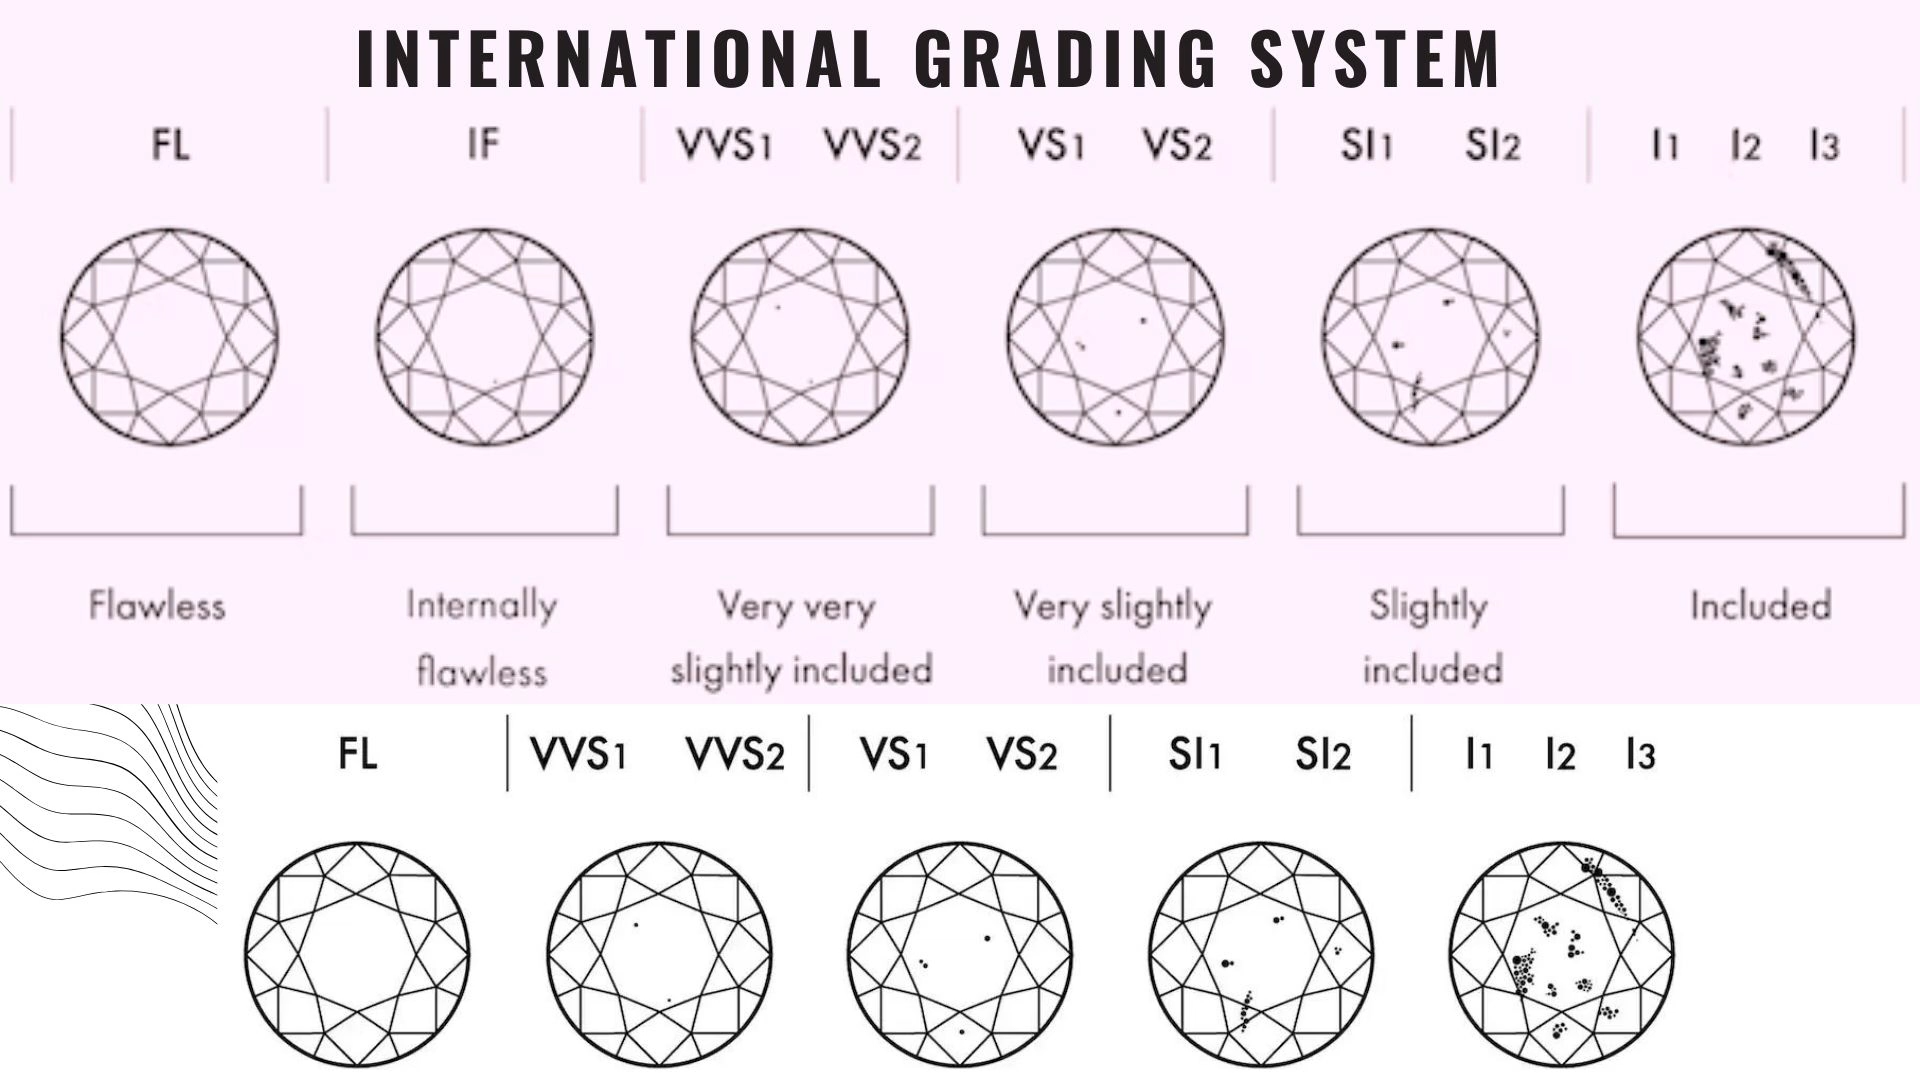 INTERNATIONAL GRADING SYSTEM
FL IF VVS1 VVS2 VS1 VS2 SI1 SI2 I1 I2 I3
Flawless Internally Very very Very slightly Slightly Included
flawless slightly included included included
FL VVS1 VVS2 VS1 VS2 SI1 SI2 I1 I2 I3